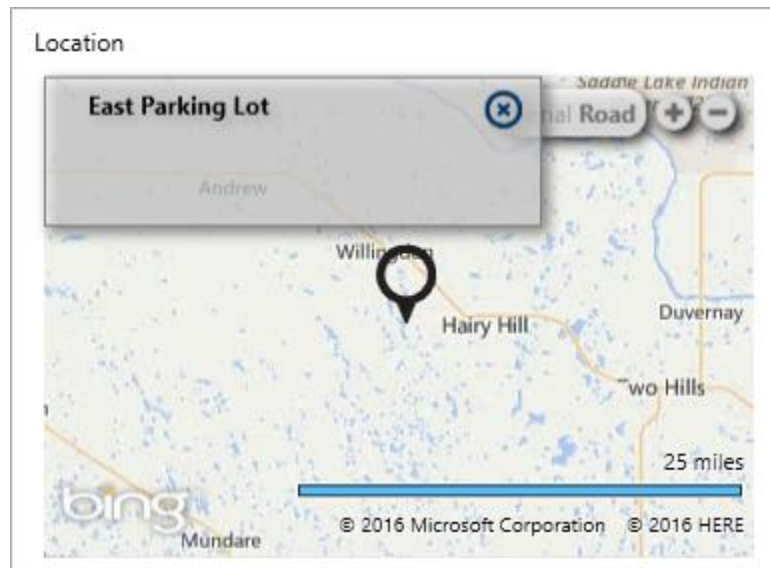 Location
East Parking Lot
Saddle Lake Indian
Road
Andrew
Willingdon
Hairy Hill
Duvernay
Two Hills
25 miles
bing
© 2016 Microsoft Corporation © 2016 HERE
Mundare